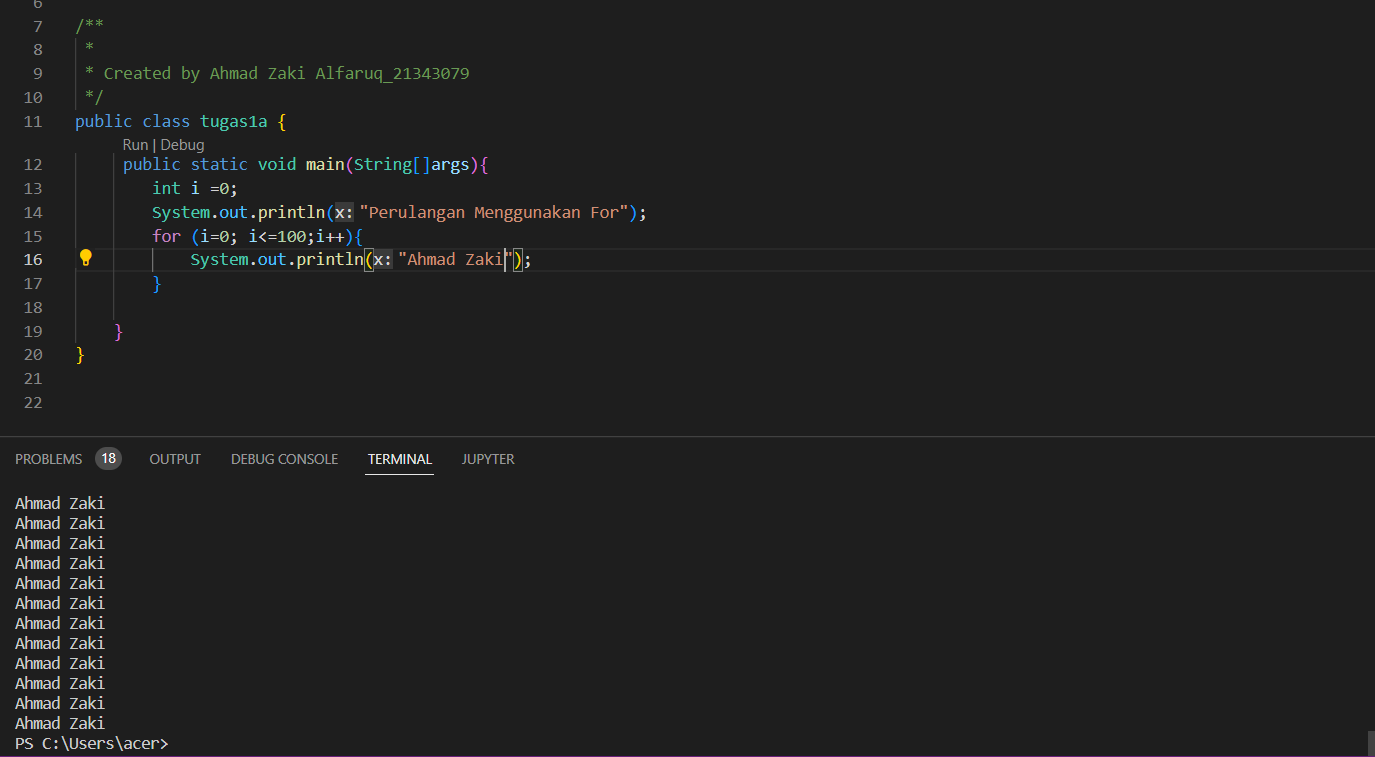 6
7 /**
8 *
9 * Created by Ahmad Zaki Alfaruq_21343079
10 */
11 public class tugas1a {
Run | Debug
12 public static void main(String[]args){
13 int i =0;
14 System.out.println(x: "Perulangan Menggunakan For");
15 for (i=0; i<=100;i++){
16 System.out.println(x: "Ahmad Zaki");
17 }
18
19 }
20 }
21
22
PROBLEMS 18 OUTPUT DEBUG CONSOLE TERMINAL JUPYTER
Ahmad Zaki
Ahmad Zaki
Ahmad Zaki
Ahmad Zaki
Ahmad Zaki
Ahmad Zaki
Ahmad Zaki
Ahmad Zaki
Ahmad Zaki
Ahmad Zaki
Ahmad Zaki
Ahmad Zaki
PS C:\Users\acer>